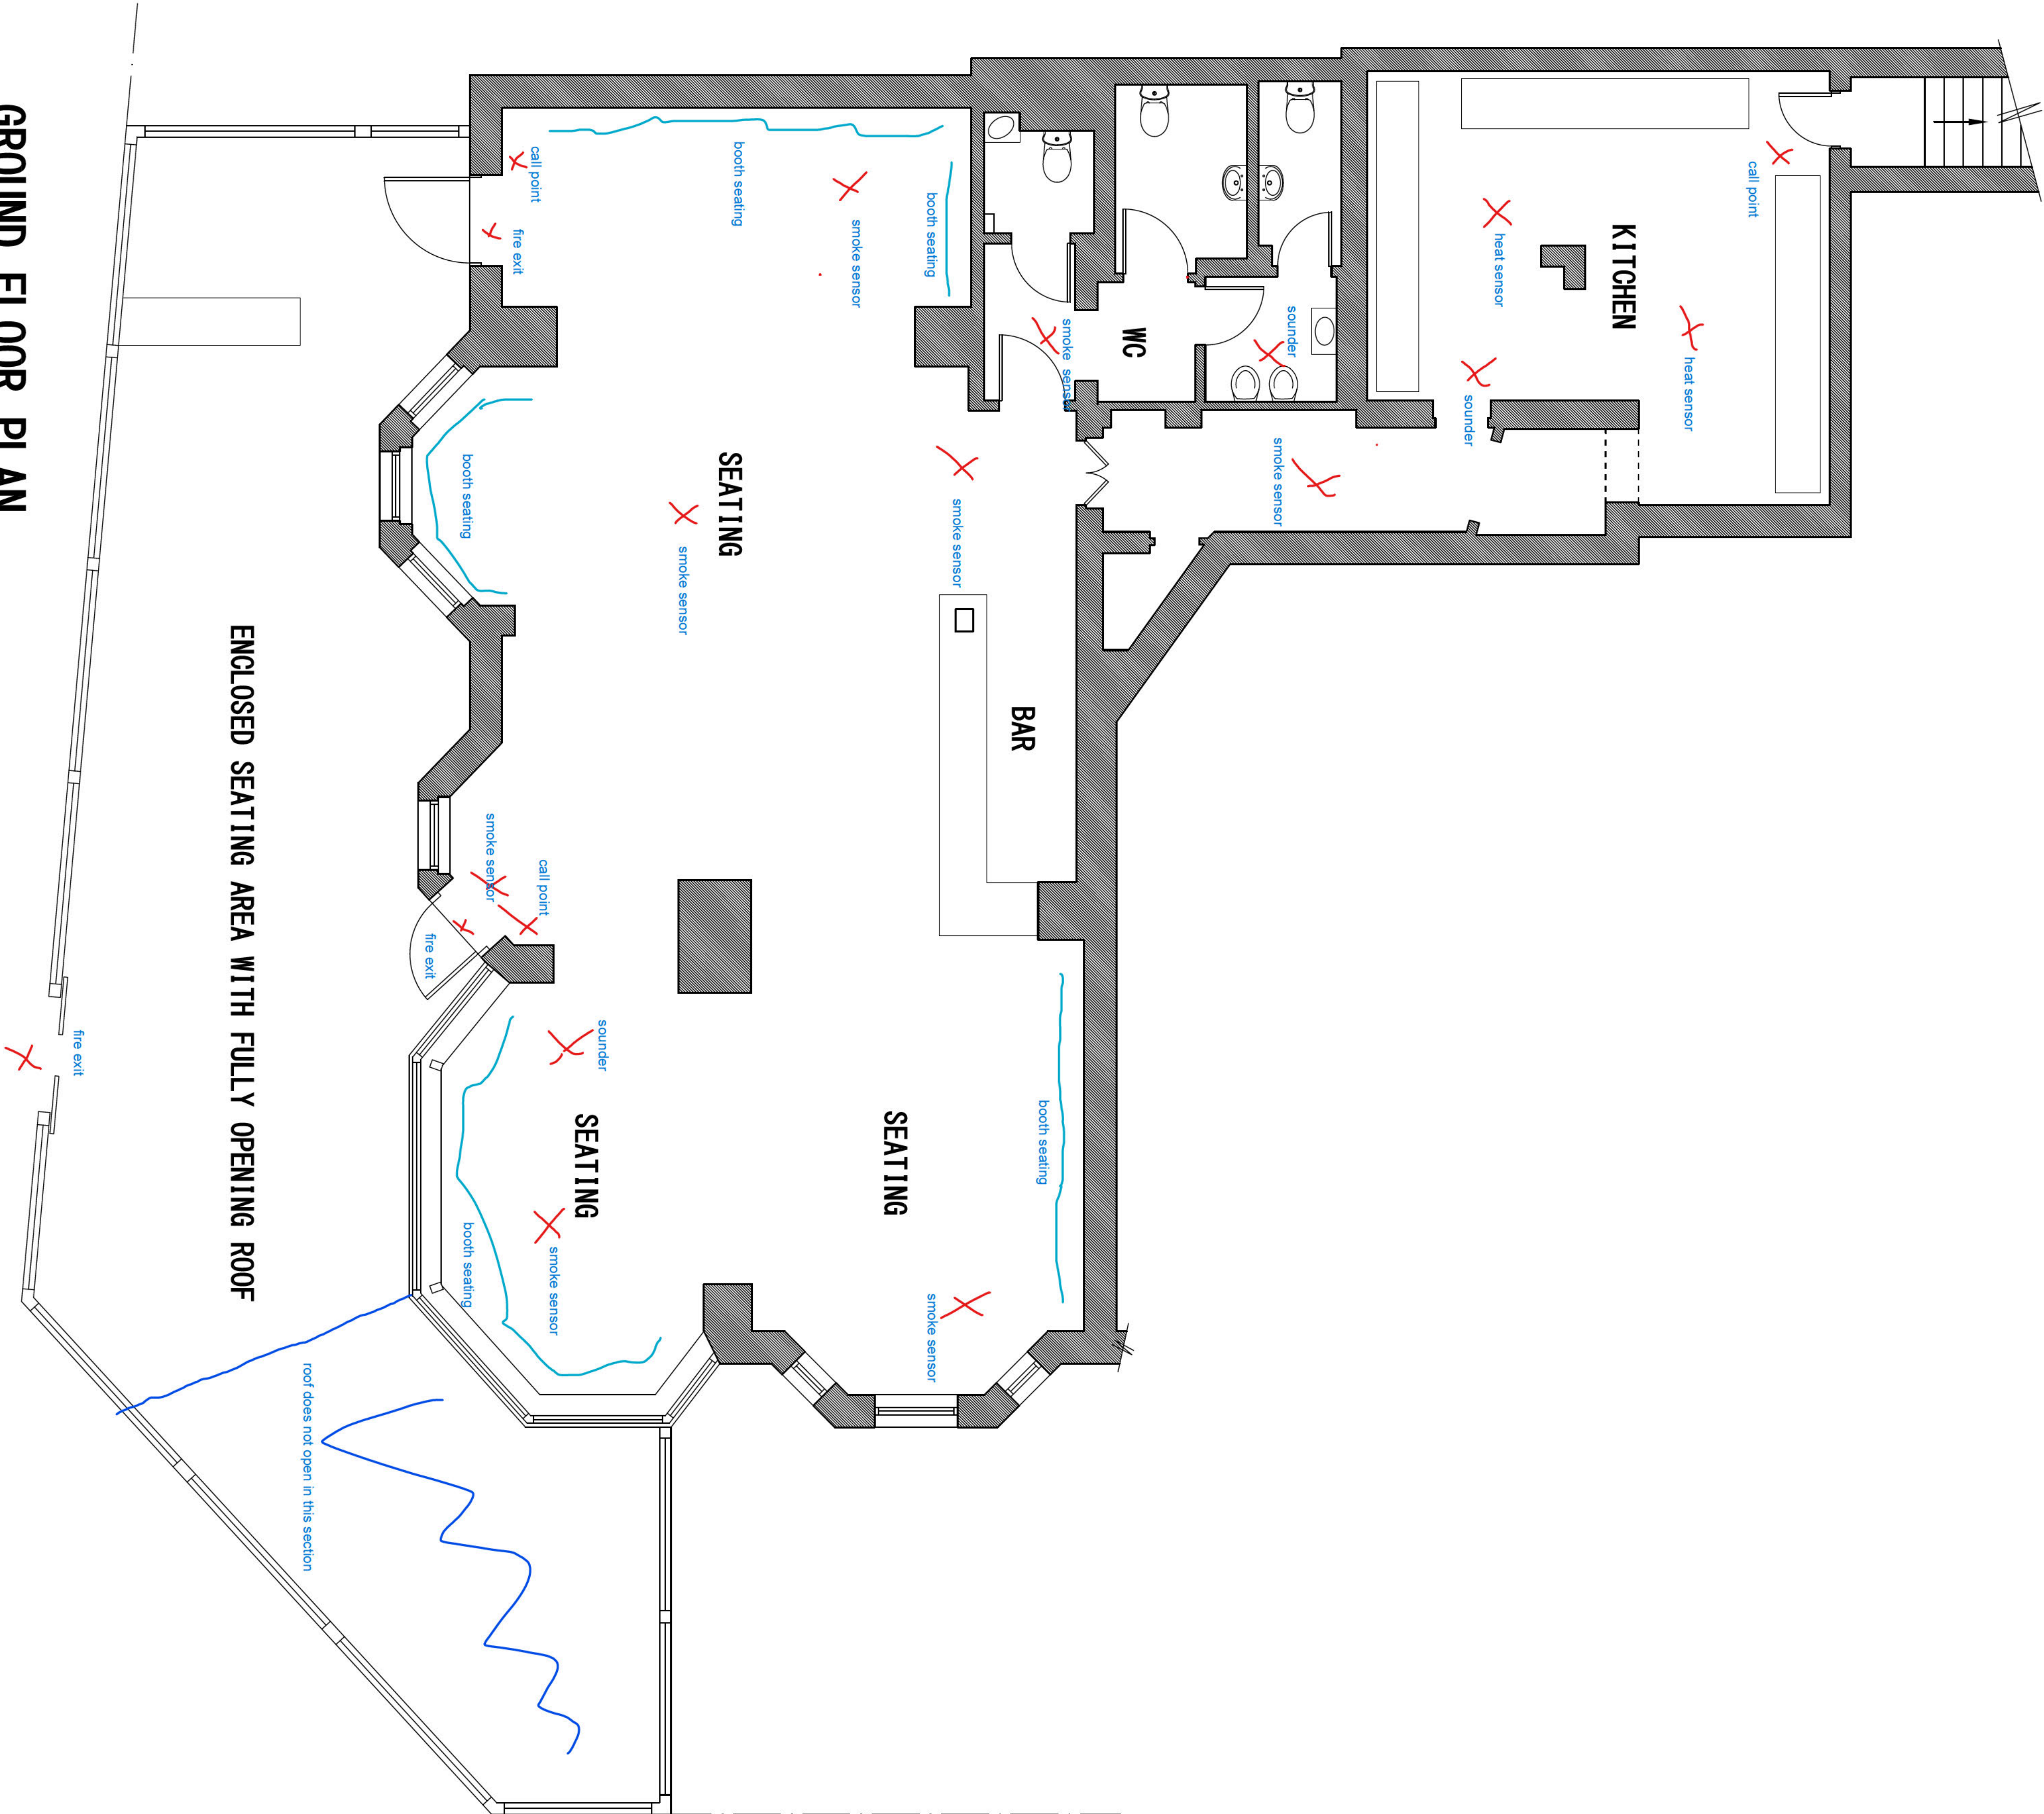 call point
heat sensor
KITCHEN
heat sensor
sounder
sounder
smoke sensor
WC
smoke sensor
booth seating
BAR
smoke sensor
booth seating
smoke sensor
SEATING
smoke sensor
booth seating
SEATING
smoke sensor
sounder
SEATING
smoke sensor
call point
call point
fire exit
smoke sensor
booth seating
booth seating
fire exit
roof does not open in this section
ENCLOSED SEATING AREA WITH FULLY OPENING ROOF
fire exit
GROUND FLOOR PLAN